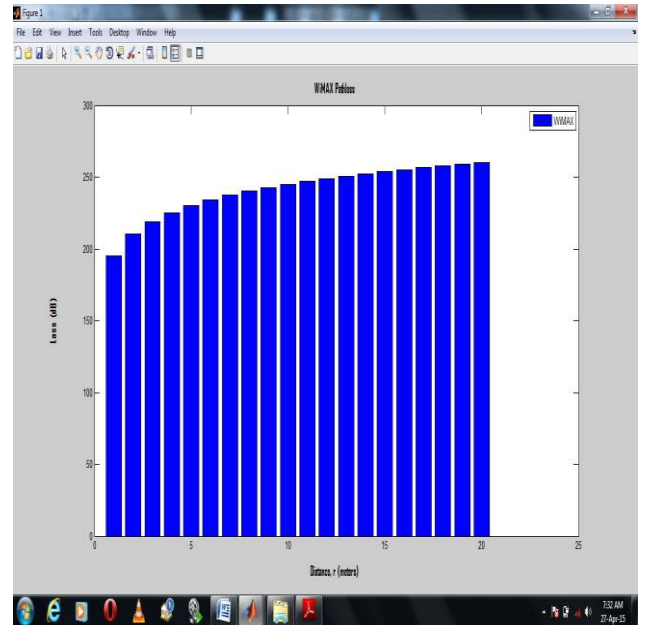 Figure 1
File Edit View Insert Tools Desktop Window Help
WiMAX Pathloss
WiMAX
300
250
200
150
100
50
0
Loss (dB)
0 5 10 15 20 25
Distance, r (meters)
7:32 AM
27-Apr-15